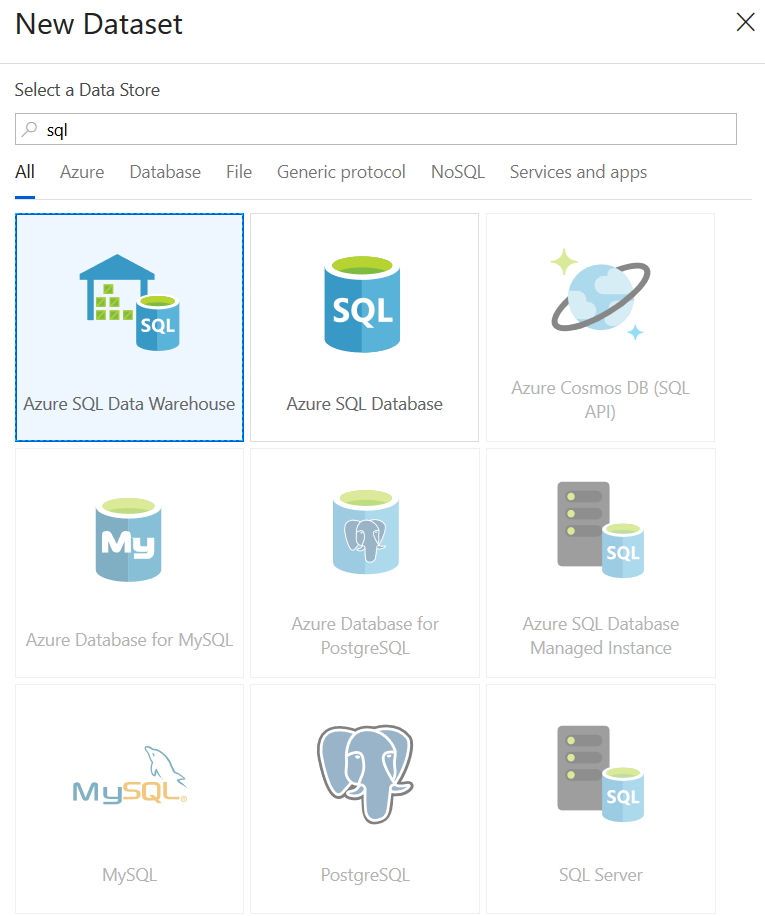 New Dataset
Select a Data Store
sql
All Azure Database File Generic protocol NoSQL Services and apps
SQL
SQL
Azure SQL Data Warehouse
Azure SQL Database
Azure Cosmos DB (SQL
API)
My
SQL
Azure Database for MySQL
Azure Database for
PostgreSQL
Azure SQL Database
Managed Instance
MySQL®
SQL
MySQL
PostgreSQL
SQL Server